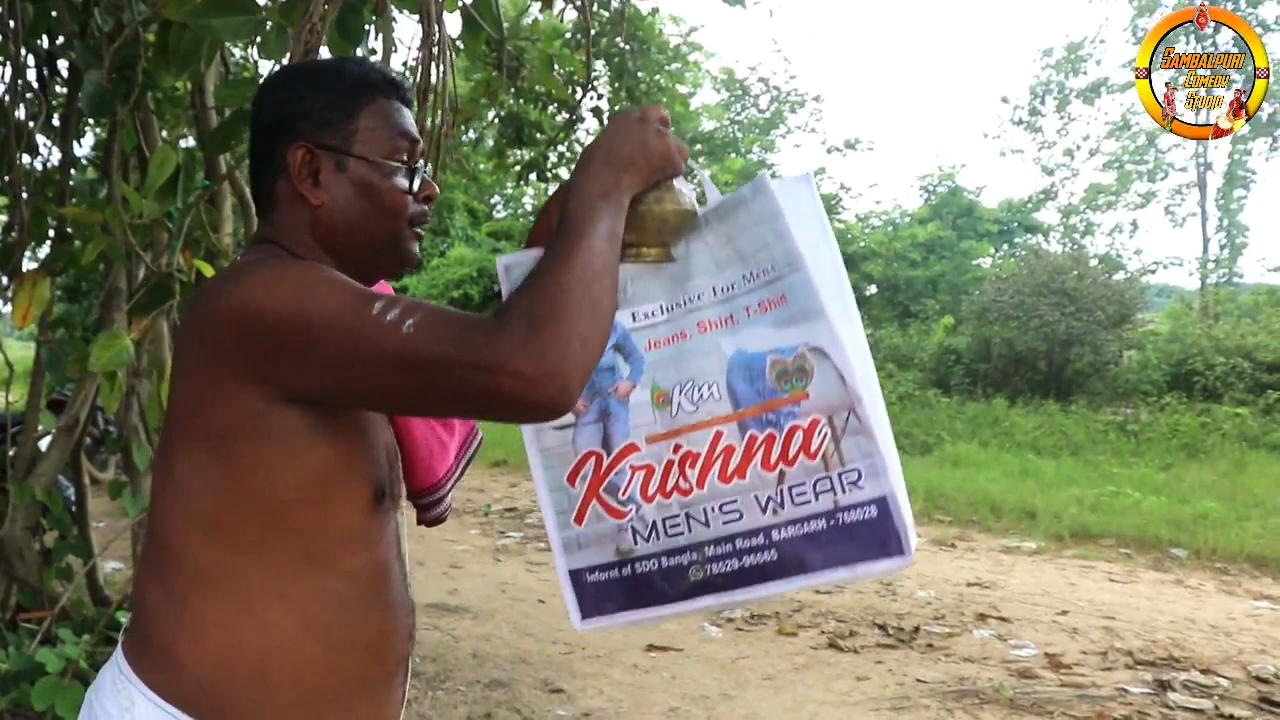 SAMBALPURI
COMEDY
STUDIO
Exclusive For Mens
Jeans, Shirt, T-Shirt
Km
Krishna
MEN'S WEAR
Infornt of SDO Bangla, Main Road, BARGARH - 768028
78529-96665